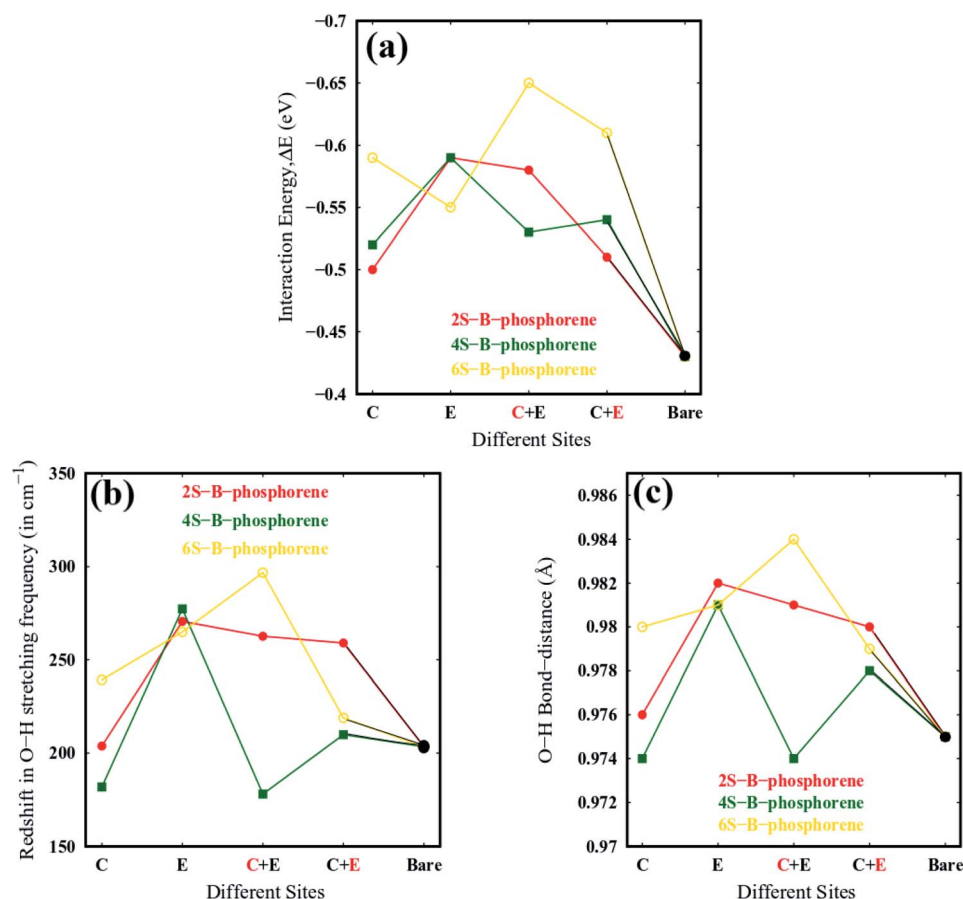 (a)
Interaction Energy,ΔE (eV)
−0.7
−0.65
−0.6
−0.55
−0.5
−0.45
−0.4
2S−B−phosphorene
4S−B−phosphorene
6S−B−phosphorene
C E C+E C+E Bare
Different Sites
(b)
Redshift in O−H stretching frequency (in cm⁻¹)
350
300
250
200
150
2S−B−phosphorene
4S−B−phosphorene
6S−B−phosphorene
C E C+E C+E Bare
Different Sites
(c)
O−H Bond−distance (Å)
0.986
0.984
0.982
0.98
0.978
0.976
0.974
0.972
0.97
2S−B−phosphorene
4S−B−phosphorene
6S−B−phosphorene
C E C+E C+E Bare
Different Sites